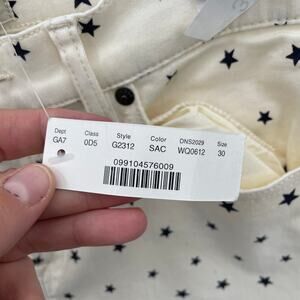 Dept Class Style Color DNS2029 Size
GA7 0D5 G2312 SAC WQ0612 30
099104576009